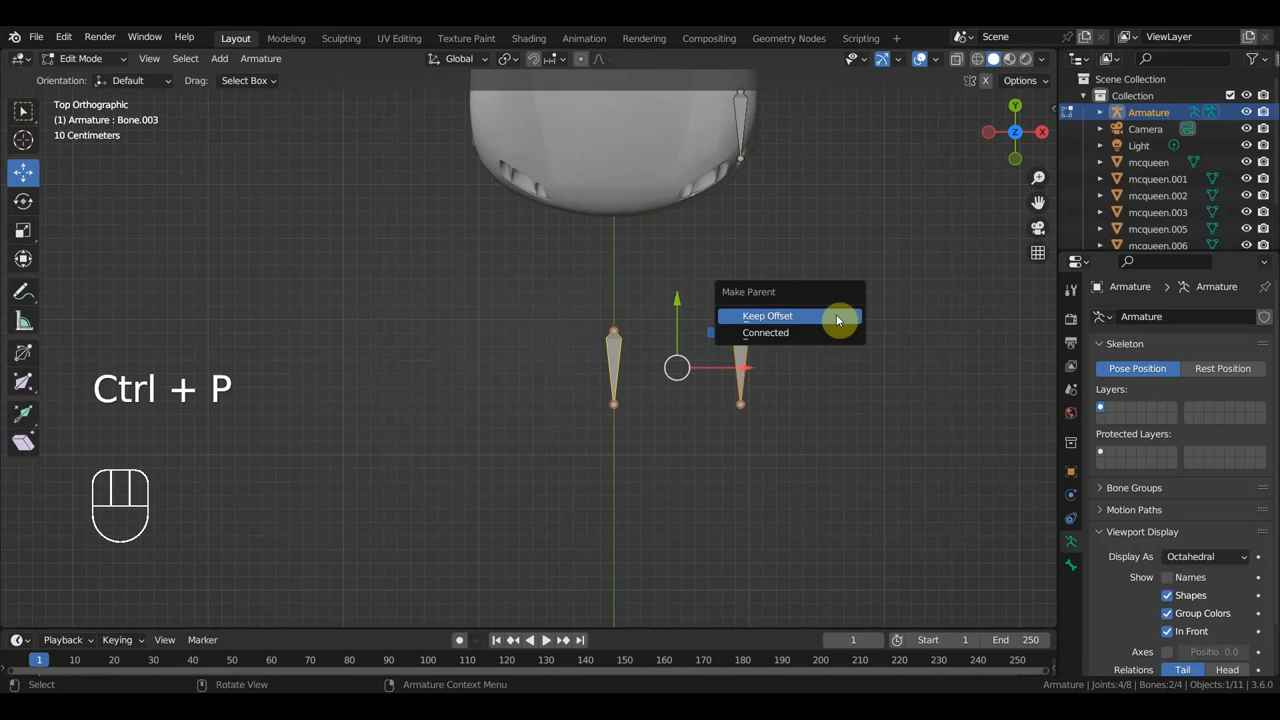 File Edit Render Window Help Layout Modeling Sculpting UV Editing Texture Paint Shading Animation Rendering Compositing Geometry Nodes Scripting + Scene ViewLayer
Edit Mode View Select Add Armature Global
Orientation: Default Drag: Select Box X Options
Top Orthographic
(1) Armature : Bone.003
10 Centimeters
Y
Z
X
Make Parent
Keep Offset
Connected
Ctrl + P
Scene Collection
Collection
Armature
Camera
Light
mcqueen
mcqueen.001
mcqueen.002
mcqueen.003
mcqueen.005
mcqueen.006
Armature > Armature
Armature
Skeleton
Pose Position Rest Position
Layers:
Protected Layers:
Bone Groups
Motion Paths
Viewport Display
Display As Octahedral
Show Names
Shapes
Group Colors
In Front
Axes Positio 0.0
Relations Tail Head
Playback Keying View Marker 1 Start 1 End 250
1 10 20 30 40 50 60 70 80 90 100 110 120 130 140 150 160 170 180 190 200 210 220 230 240 250
Select Rotate View Armature Context Menu Armature | Joints:4/8 | Bones:2/4 | Objects:1/11 | 3.6.0